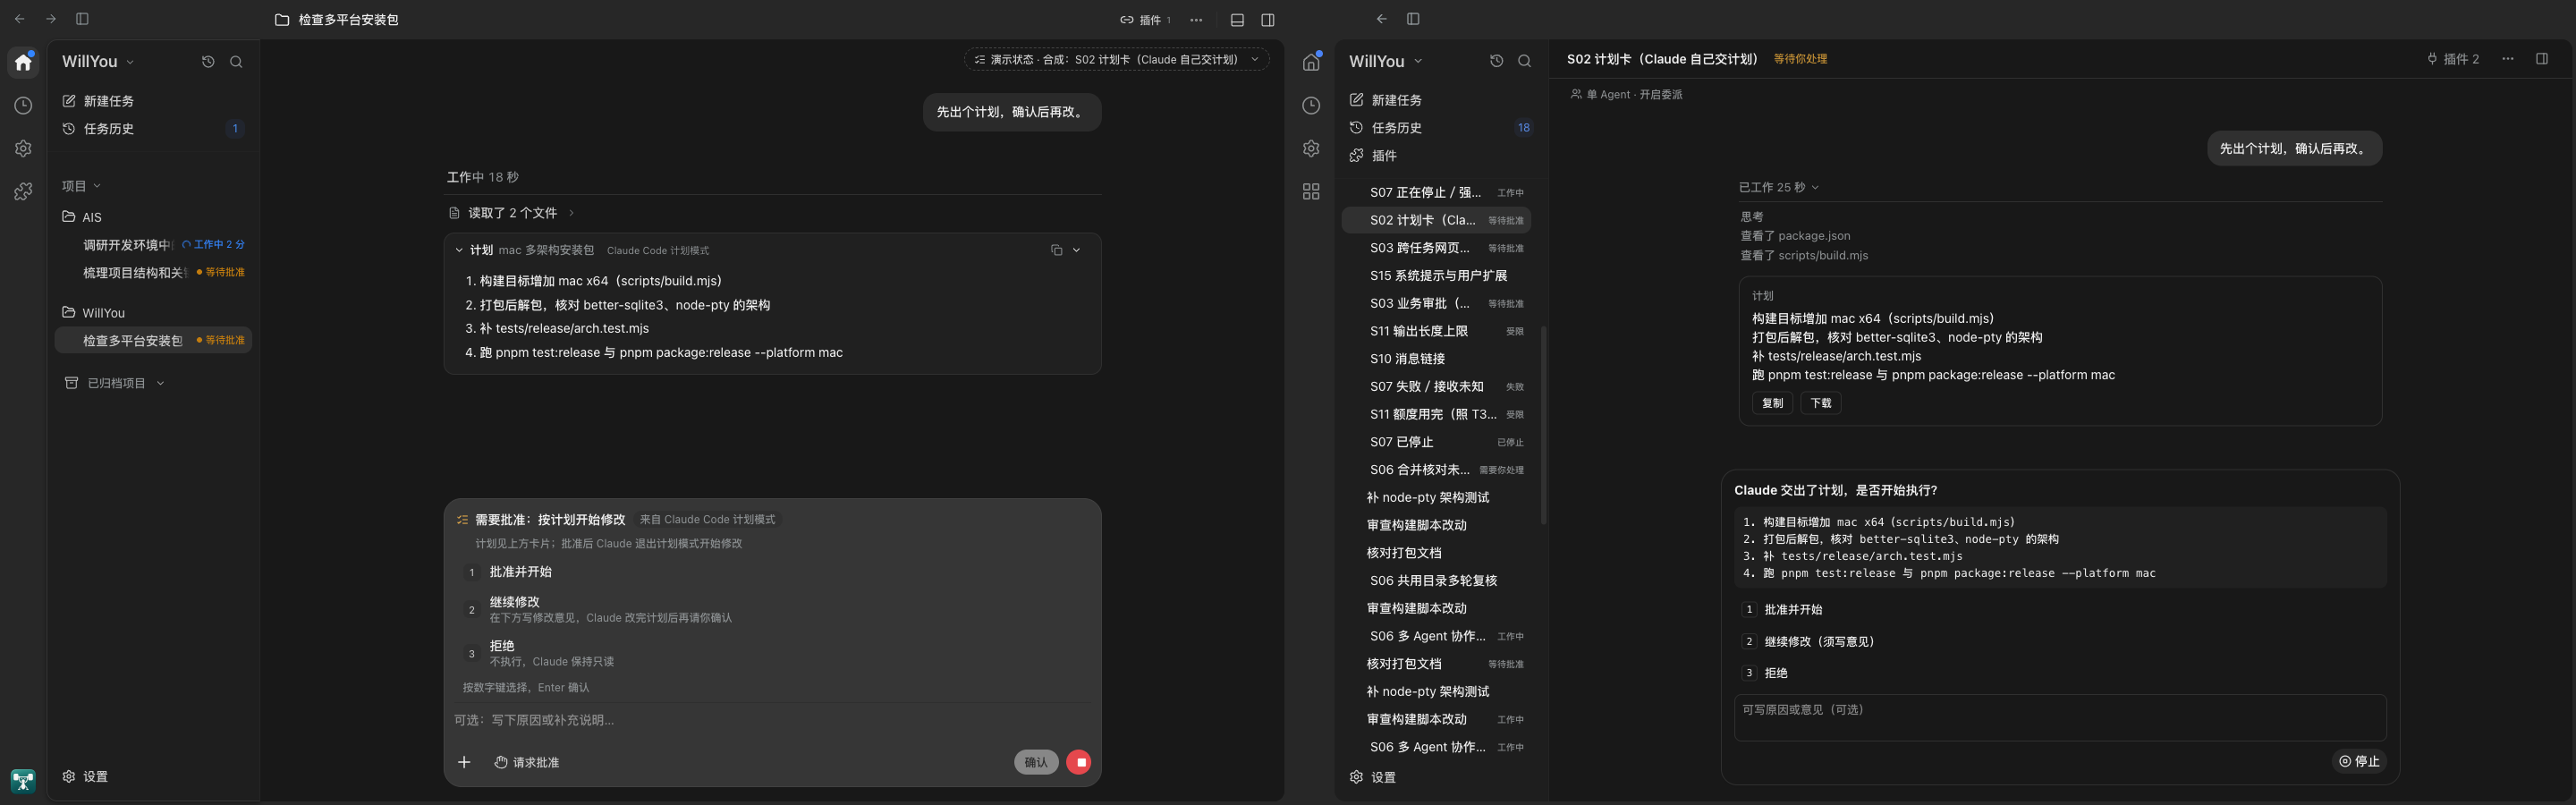 检查多平台安装包
插件 1
WillYou
新建任务
任务历史
1
项目
AIS
调研开发环境中
工作中 2 分
梳理项目结构和关
等待批准
WillYou
检查多平台安装包
等待批准
已归档项目
设置
演示状态 · 合成：S02 计划卡（Claude 自己交计划）
先出个计划，确认后再改。
工作中 18 秒
读取了 2 个文件
计划 mac 多架构安装包 Claude Code 计划模式
1. 构建目标增加 mac x64（scripts/build.mjs）
2. 打包后解包，核对 better-sqlite3、node-pty 的架构
3. 补 tests/release/arch.test.mjs
4. 跑 pnpm test:release 与 pnpm package:release --platform mac
需要批准：按计划开始修改 来自 Claude Code 计划模式
计划见上方卡片；批准后 Claude 退出计划模式开始修改
1 批准并开始
2 继续修改
在下方写修改意见，Claude 改完计划后再请你确认
3 拒绝
不执行，Claude 保持只读
按数字键选择，Enter 确认
可选：写下原因或补充说明...
请求批准
确认
WillYou
新建任务
任务历史
18
插件
S07 正在停止 / 强... 工作中
S02 计划卡（Cla... 等待批准
S03 跨任务网页... 等待批准
S15 系统提示与用户扩展
S03 业务审批（... 等待批准
S11 输出长度上限 受限
S10 消息链接
S07 失败 / 接收未知 失败
S11 额度用完（照 T3... 受限
S07 已停止 已停止
S06 合并核对未... 需要你处理
补 node-pty 架构测试
审查构建脚本改动
核对打包文档
S06 共用目录多轮复核
审查构建脚本改动
S06 多 Agent 协作... 工作中
核对打包文档 等待批准
补 node-pty 架构测试
审查构建脚本改动 工作中
S06 多 Agent 协作... 工作中
设置
S02 计划卡（Claude 自己交计划） 等待你处理
插件 2
单 Agent · 开启委派
先出个计划，确认后再改。
已工作 25 秒
思考
查看了 package.json
查看了 scripts/build.mjs
计划
构建目标增加 mac x64（scripts/build.mjs）
打包后解包，核对 better-sqlite3、node-pty 的架构
补 tests/release/arch.test.mjs
跑 pnpm test:release 与 pnpm package:release --platform mac
复制 下载
Claude 交出了计划，是否开始执行？
1. 构建目标增加 mac x64（scripts/build.mjs）
2. 打包后解包，核对 better-sqlite3、node-pty 的架构
3. 补 tests/release/arch.test.mjs
4. 跑 pnpm test:release 与 pnpm package:release --platform mac
1 批准并开始
2 继续修改（须写意见）
3 拒绝
可写原因或意见（可选）
停止